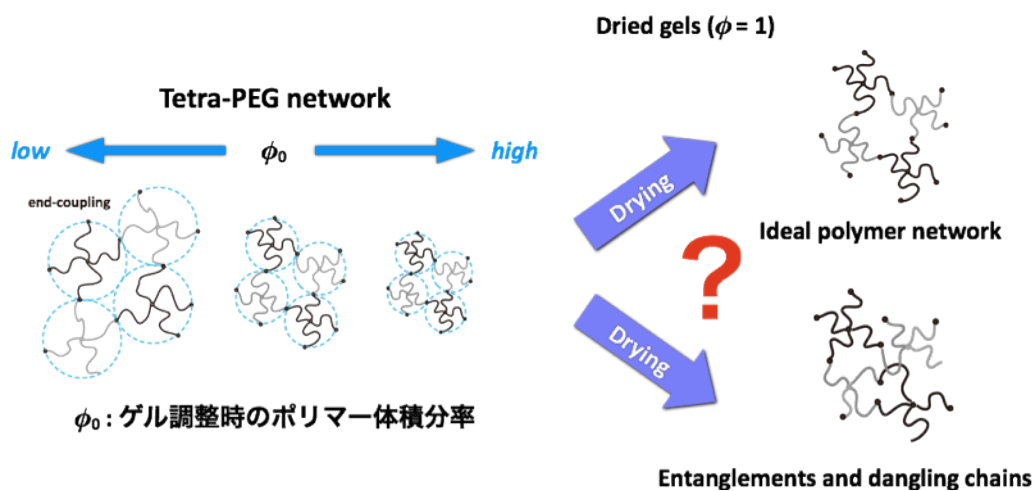 Dried gels (ϕ = 1)
Tetra-PEG network
low
ϕ₀
high
end-coupling
Drying
Ideal polymer network
?
Drying
ϕ₀ : ゲル調整時のポリマー体積分率
Entanglements and dangling chains